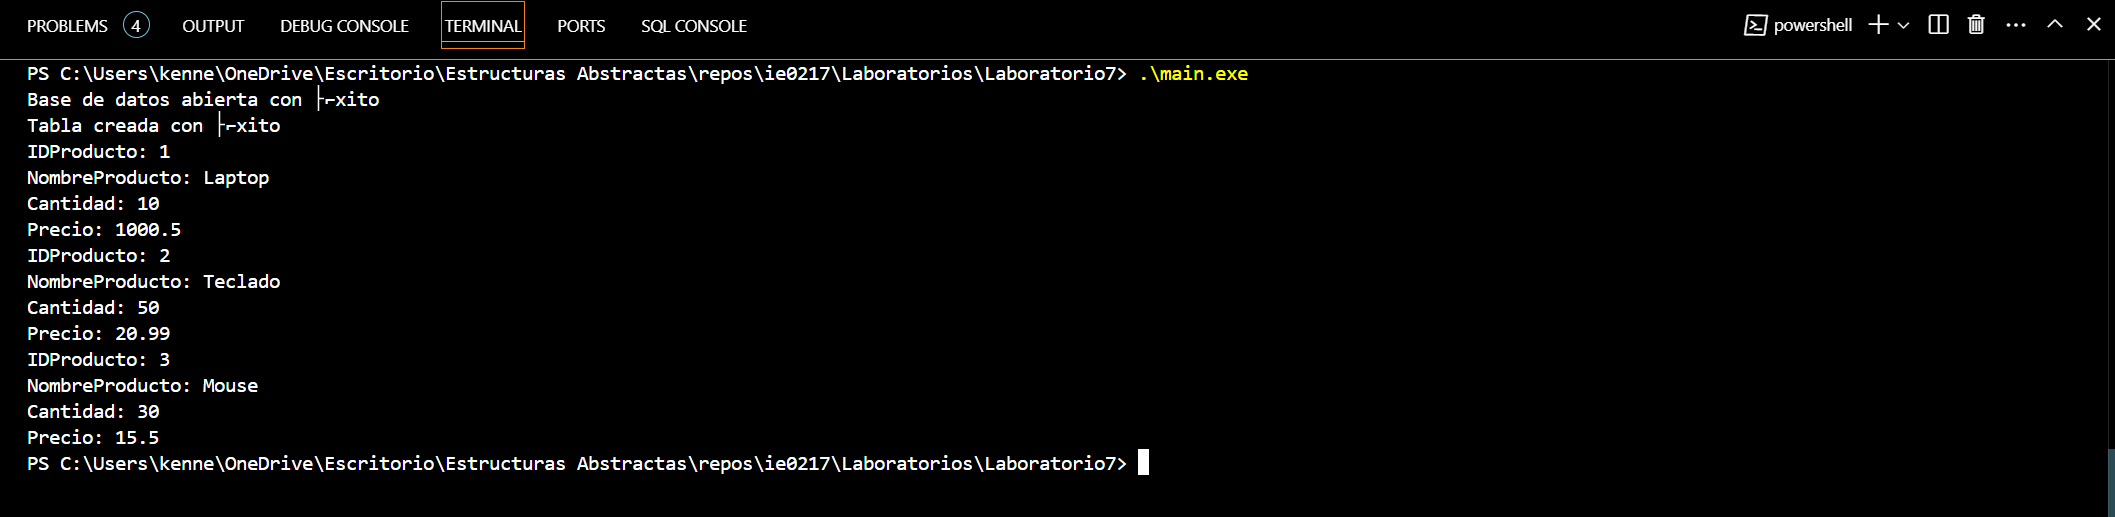 PROBLEMS 4 OUTPUT DEBUG CONSOLE TERMINAL PORTS SQL CONSOLE powershell
PS C:\Users\kenne\OneDrive\Escritorio\Estructuras Abstractas\repos\ie0217\Laboratorios\Laboratorio7> .\main.exe
Base de datos abierta con ├⌐xito
Tabla creada con ├⌐xito
IDProducto: 1
NombreProducto: Laptop
Cantidad: 10
Precio: 1000.5
IDProducto: 2
NombreProducto: Teclado
Cantidad: 50
Precio: 20.99
IDProducto: 3
NombreProducto: Mouse
Cantidad: 30
Precio: 15.5
PS C:\Users\kenne\OneDrive\Escritorio\Estructuras Abstractas\repos\ie0217\Laboratorios\Laboratorio7>